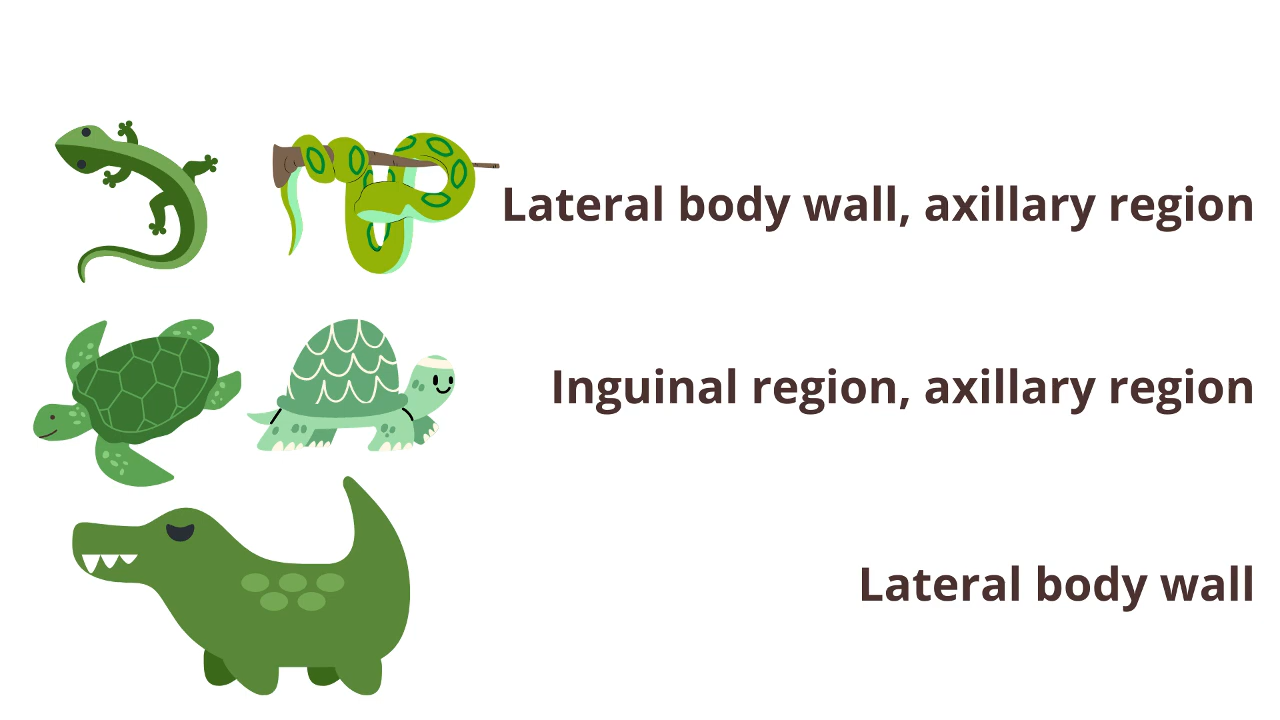 Lateral body wall, axillary region
Inguinal region, axillary region
Lateral body wall